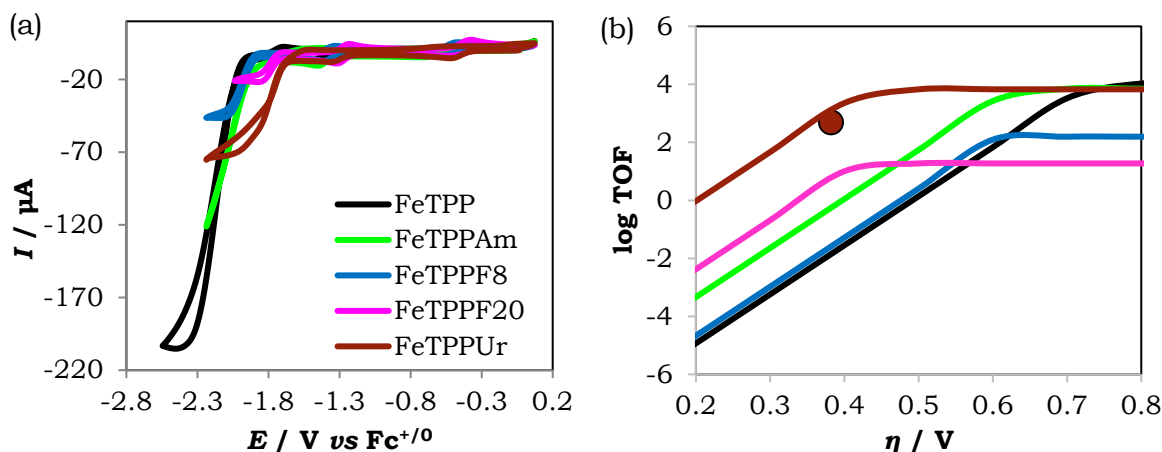 (a)
-20
-70
-120
-170
-220
I / µA
FeTPP
FeTPPAm
FeTPPF8
FeTPPF20
FeTPPUr
-2.8 -2.3 -1.8 -1.3 -0.8 -0.3 0.2
E / V vs Fc+/0
(b)
6
4
2
0
-2
-4
-6
log TOF
0.2 0.3 0.4 0.5 0.6 0.7 0.8
η / V